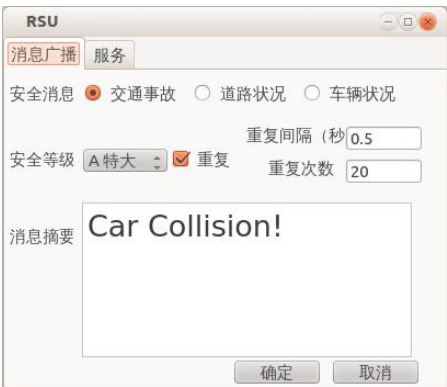 RSU
消息广播 服务
安全消息 交通事故 道路状况 车辆状况
重复间隔（秒 0.5
安全等级 A 特大 重复
重复次数 20
消息摘要 Car Collision!
确定 取消